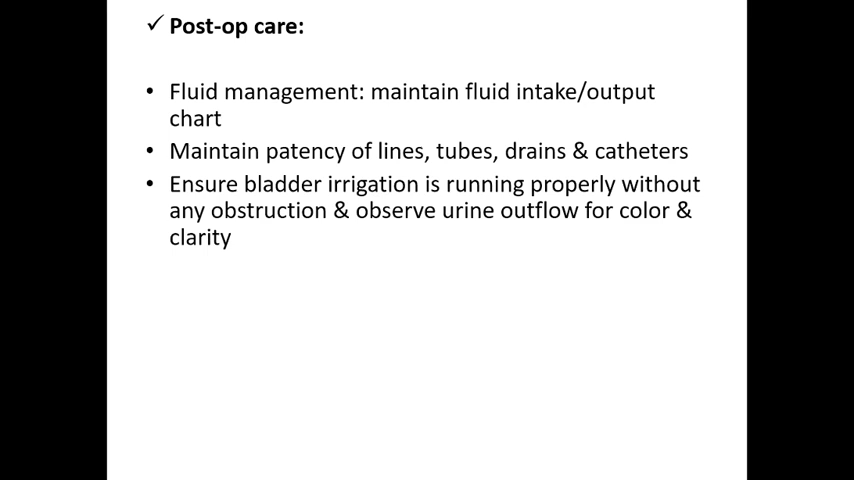 ✓ Post-op care:
• Fluid management: maintain fluid intake/output
chart
• Maintain patency of lines, tubes, drains & catheters
• Ensure bladder irrigation is running properly without
any obstruction & observe urine outflow for color &
clarity